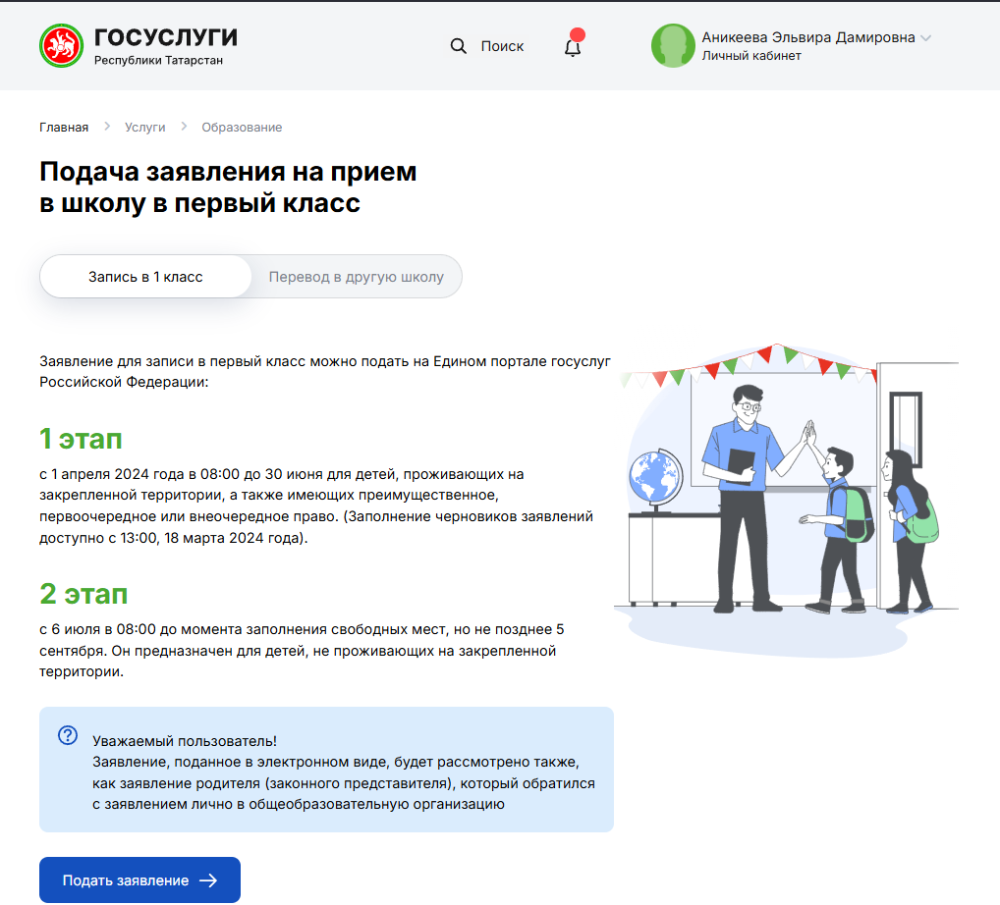 ГОСУСЛУГИ
Республики Татарстан
Поиск
Аникеева Эльвира Дамировна
Личный кабинет
Главная > Услуги > Образование
Подача заявления на прием
в школу в первый класс
Запись в 1 класс
Перевод в другую школу
Заявление для записи в первый класс можно подать на Едином портале госуслуг
Российской Федерации:
1 этап
с 1 апреля 2024 года в 08:00 до 30 июня для детей, проживающих на
закрепленной территории, а также имеющих преимущественное,
первоочередное или внеочередное право. (Заполнение черновиков заявлений
доступно с 13:00, 18 марта 2024 года).
2 этап
с 6 июля в 08:00 до момента заполнения свободных мест, но не позднее 5
сентября. Он предназначен для детей, не проживающих на закрепленной
территории.
Уважаемый пользователь!
Заявление, поданное в электронном виде, будет рассмотрено также,
как заявление родителя (законного представителя), который обратился
с заявлением лично в общеобразовательную организацию
Подать заявление →